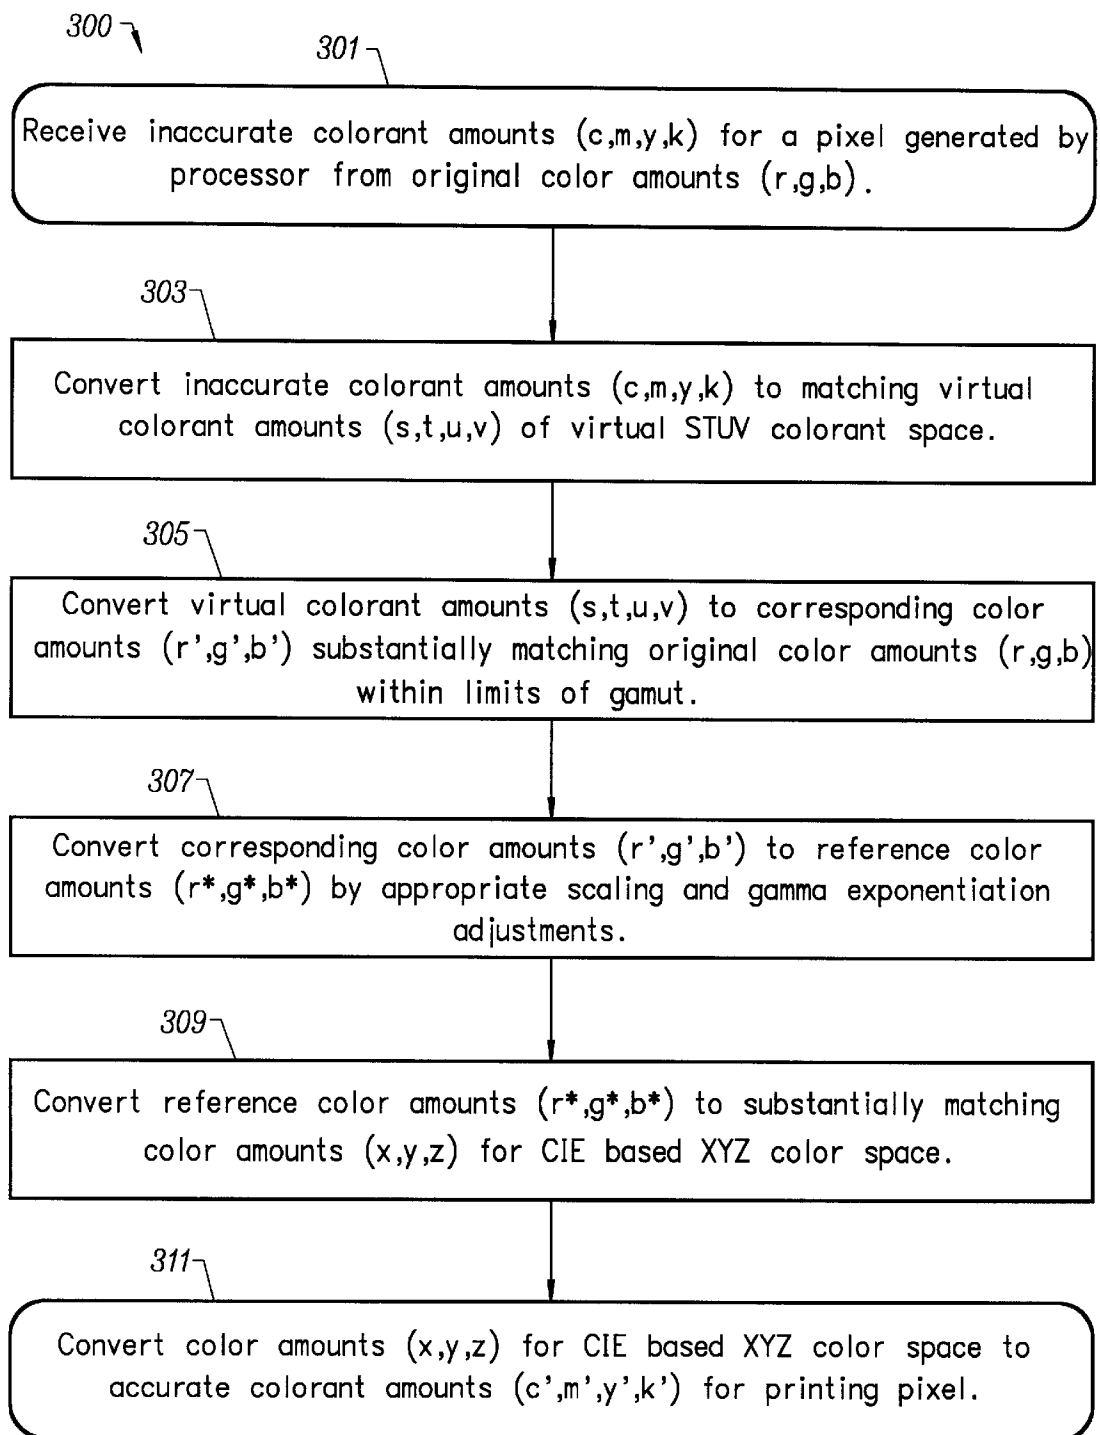 300
301
Receive inaccurate colorant amounts (c,m,y,k) for a pixel generated by
processor from original color amounts (r,g,b).
303
Convert inaccurate colorant amounts (c,m,y,k) to matching virtual
colorant amounts (s,t,u,v) of virtual STUV colorant space.
305
Convert virtual colorant amounts (s,t,u,v) to corresponding color
amounts (r',g',b') substantially matching original color amounts (r,g,b)
within limits of gamut.
307
Convert corresponding color amounts (r',g',b') to reference color
amounts (r*,g*,b*) by appropriate scaling and gamma exponentiation
adjustments.
309
Convert reference color amounts (r*,g*,b*) to substantially matching
color amounts (x,y,z) for CIE based XYZ color space.
311
Convert color amounts (x,y,z) for CIE based XYZ color space to
accurate colorant amounts (c',m',y',k') for printing pixel.